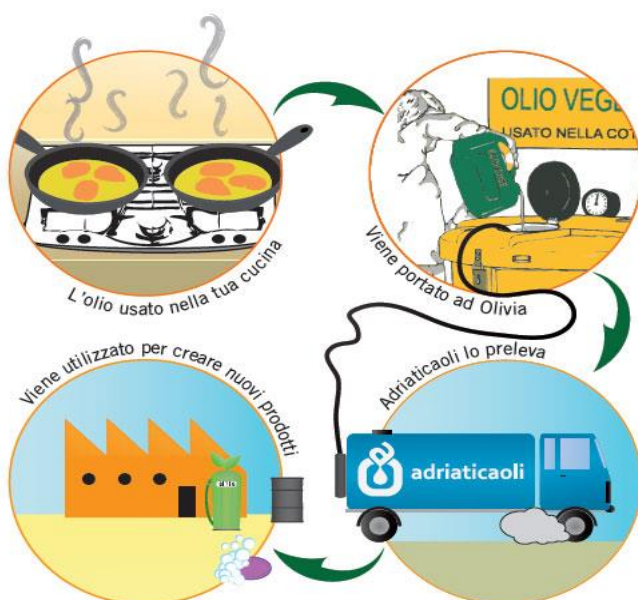 L'olio usato nella tua cucina
OLIO VEGE
USATO NELLA COT
Viene portato ad Olivia
Adriaticaoli lo preleva
adriaticaoli
Viene utilizzato per creare nuovi prodotti